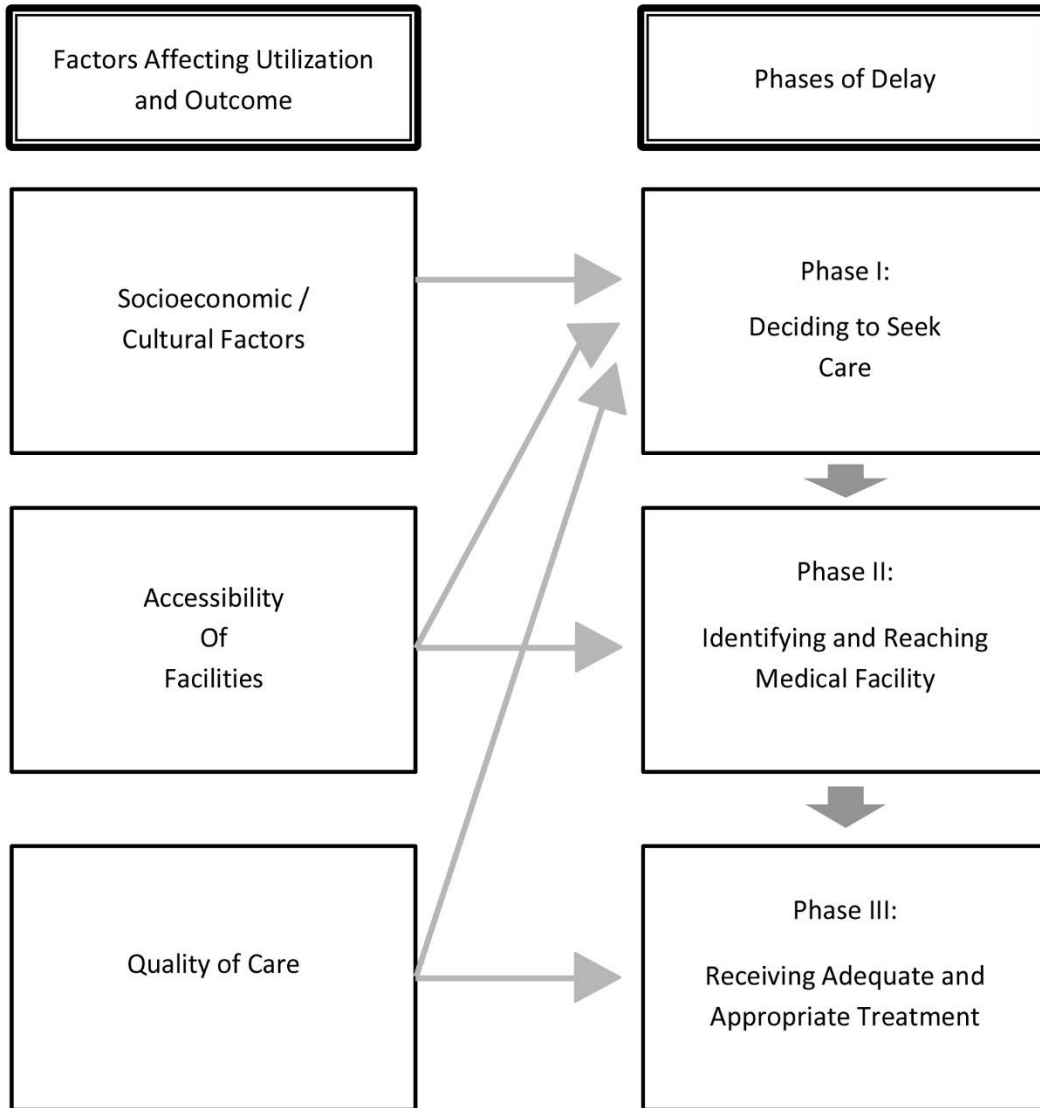 Factors Affecting Utilization
and Outcome
Phases of Delay
Socioeconomic /
Cultural Factors
Phase I:
Deciding to Seek
Care
Accessibility
Of
Facilities
Phase II:
Identifying and Reaching
Medical Facility
Quality of Care
Phase III:
Receiving Adequate and
Appropriate Treatment